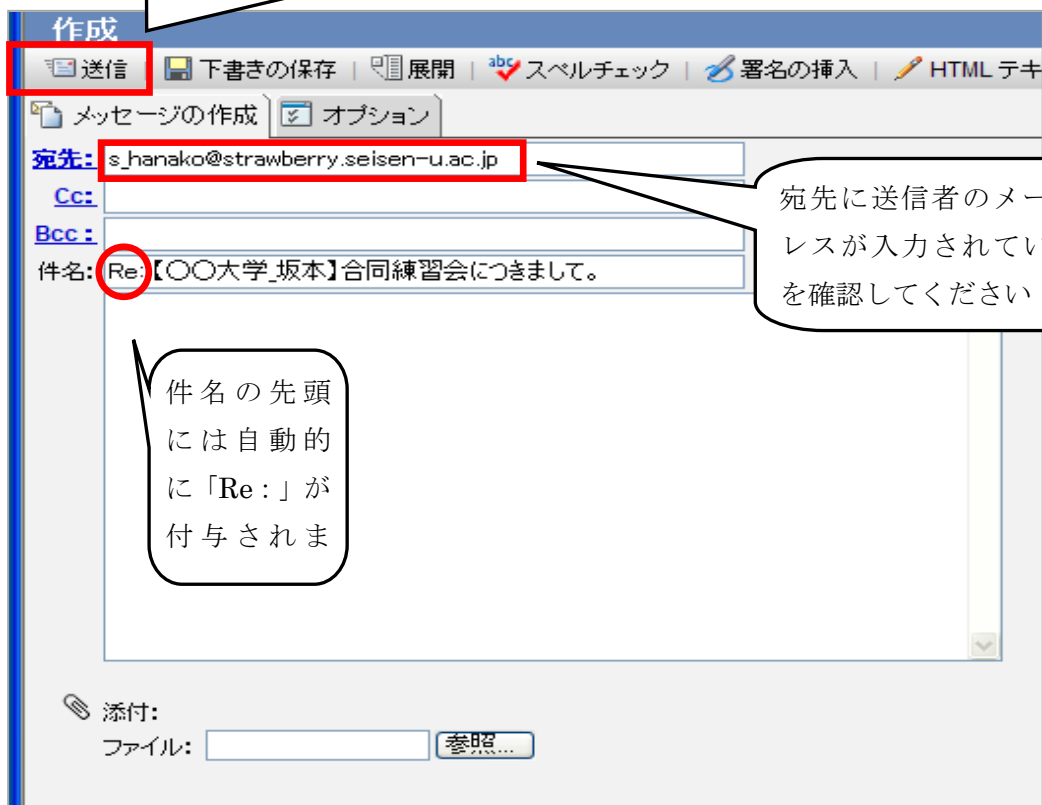 作成
送信 | 下書きの保存 | 展開 | スペルチェック | 署名の挿入 | HTML テキ
メッセージの作成 オプション
宛先: s_hanako@strawberry.seisen-u.ac.jp
Cc:
Bcc:
件名: Re:【〇〇大学_坂本】合同練習会につきまして。
宛先に送信者のメー
レスが入力されてい
を確認してください
件名の先頭
には自動的
に「Re:」が
付与されま
添付:
ファイル: 参照...